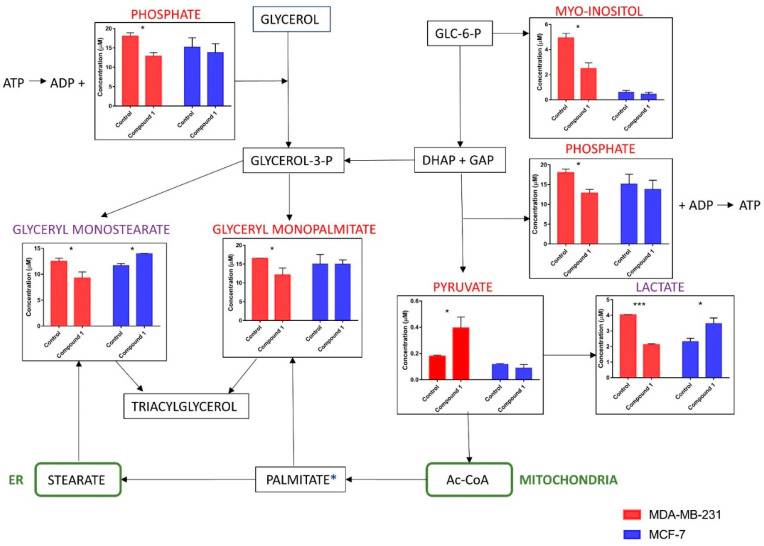 PHOSPHATE
GLYCEROL
GLC-6-P
MYO-INOSITOL
Concentration (μM)
20
15
10
5
0
*
Control
Compound 1
Control
Compound 1
ATP
ADP +
Concentration (μM)
6
4
2
0
*
Control
Compound 1
Control
Compound 1
GLYCEROL-3-P
DHAP + GAP
PHOSPHATE
Concentration (μM)
20
15
10
5
0
*
Control
Compound 1
Control
Compound 1
+ ADP
ATP
GLYCERYL MONOSTEARATE
Concentration (μM)
15
10
5
0
*
*
Control
Compound 1
Control
Compound 1
GLYCERYL MONOPALMITATE
Concentration (μM)
20
15
10
5
0
*
Control
Compound 1
Control
Compound 1
PYRUVATE
Concentration (μM)
0.6
0.4
0.2
0.0
*
Control
Compound 1
Control
Compound 1
LACTATE
Concentration (μM)
5
4
3
2
1
0
***
*
Control
Compound 1
Control
Compound 1
TRIACYLGLYCEROL
ER
STEARATE
PALMITATE*
Ac-CoA
MITOCHONDRIA
MDA-MB-231
MCF-7